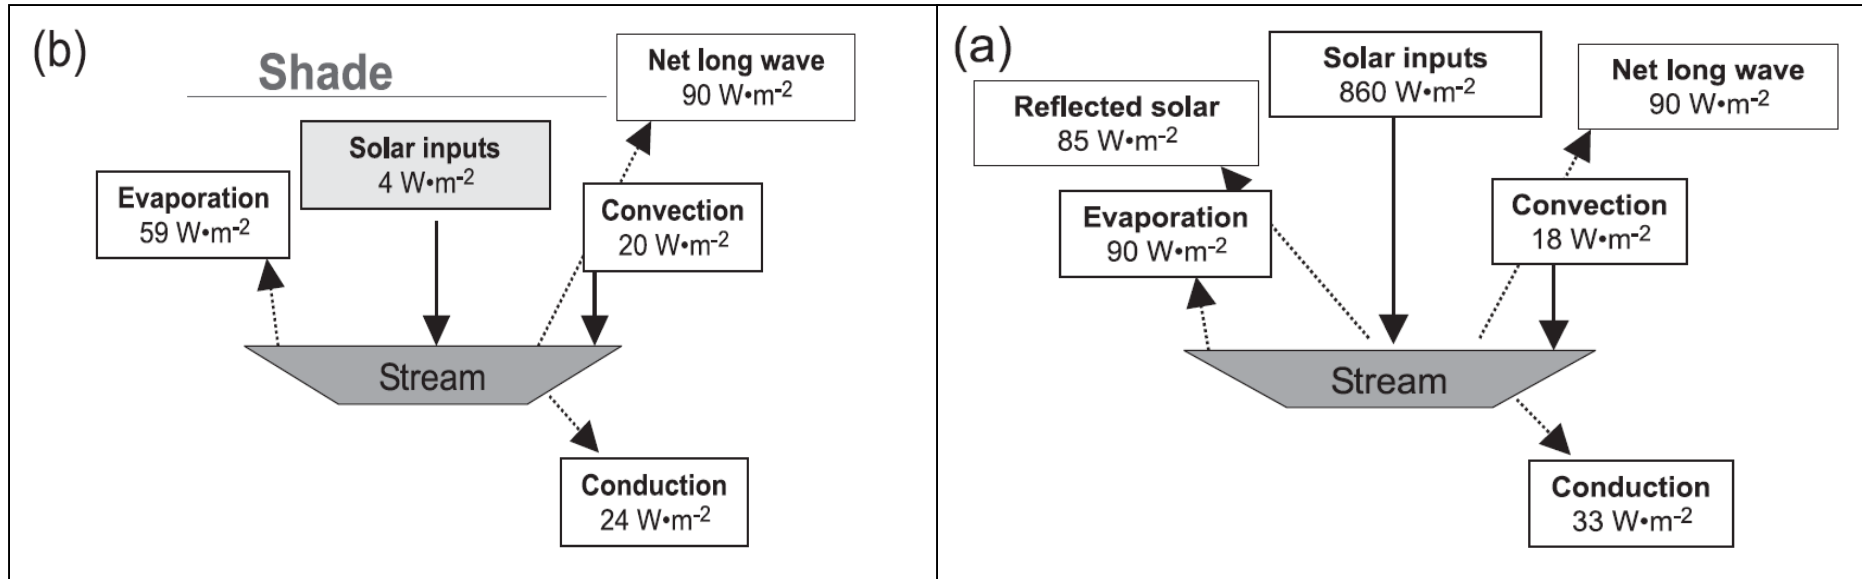 (b)
Shade
Net long wave
90 W•m-2
Solar inputs
4 W•m-2
Evaporation
59 W•m-2
Convection
20 W•m-2
Stream
Conduction
24 W•m-2
(a)
Solar inputs
860 W•m-2
Net long wave
90 W•m-2
Reflected solar
85 W•m-2
Evaporation
90 W•m-2
Convection
18 W•m-2
Stream
Conduction
33 W•m-2